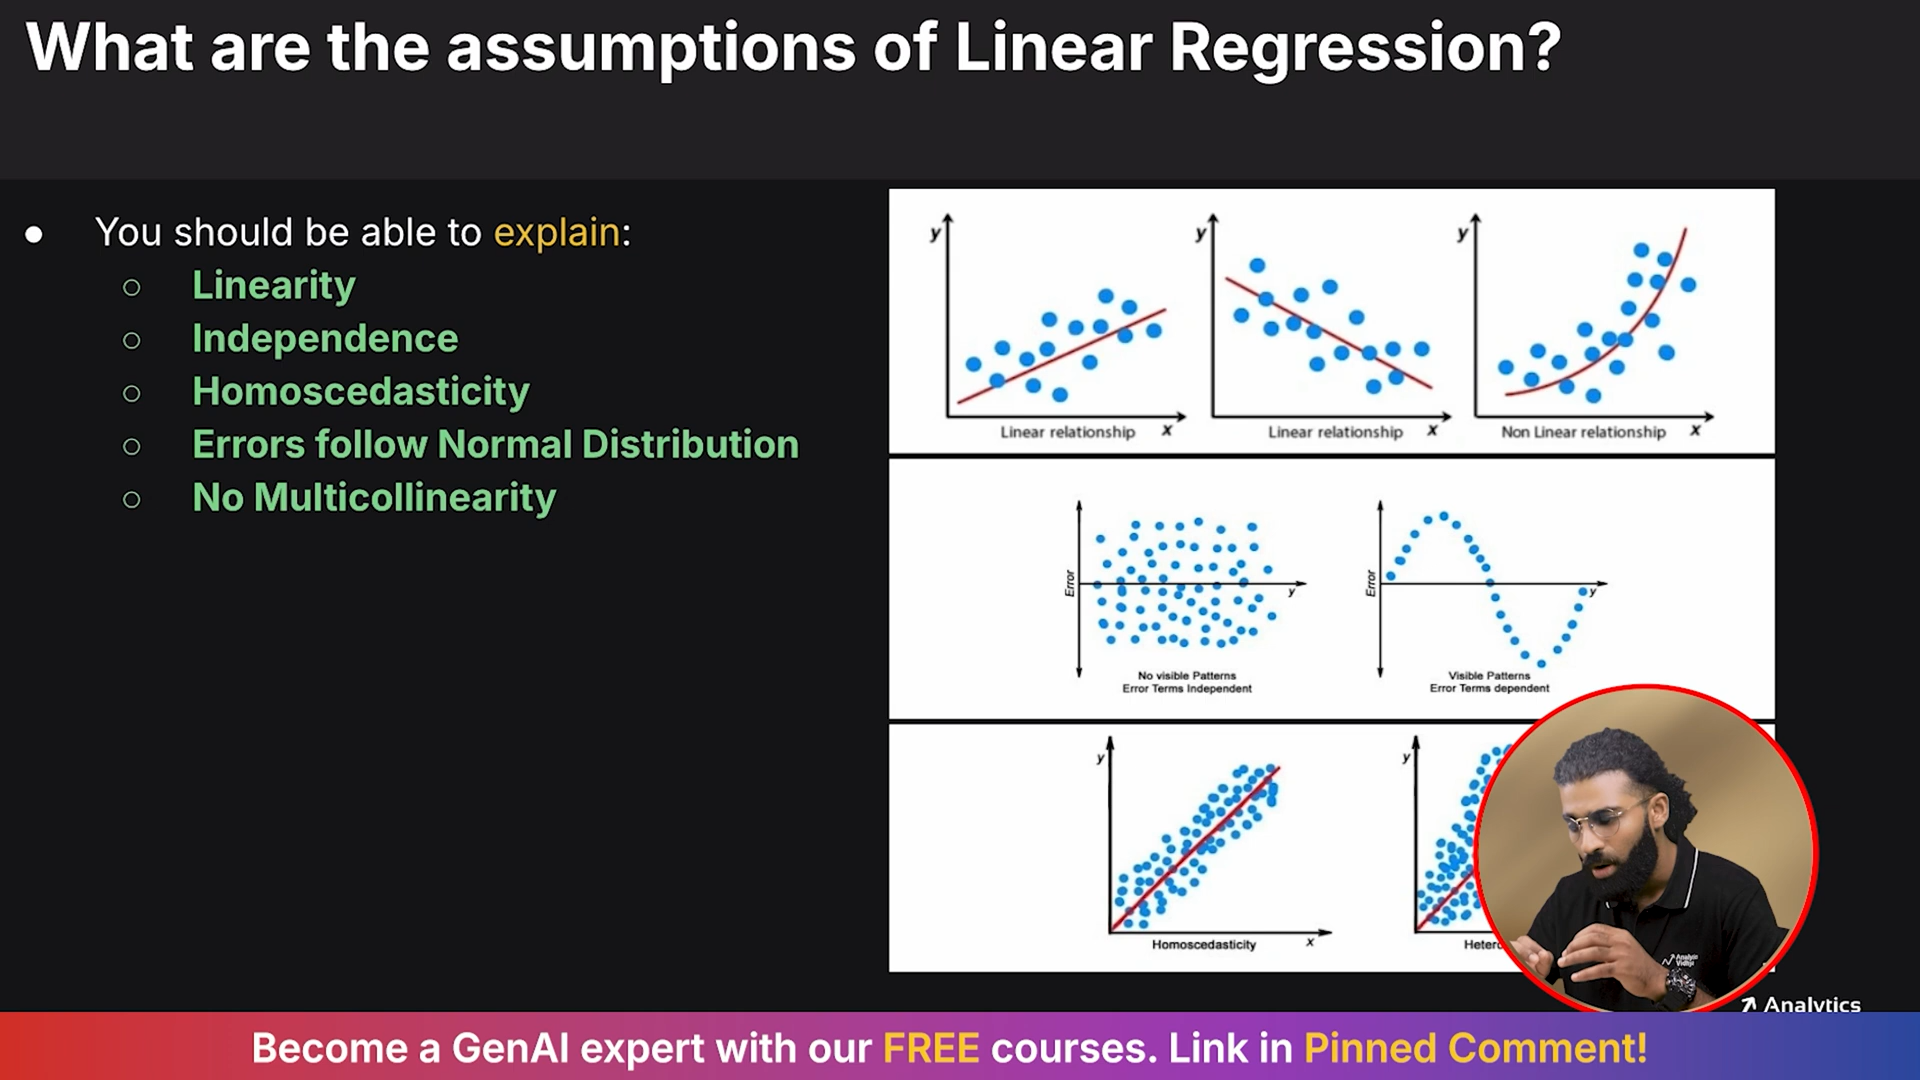 What are the assumptions of Linear Regression?
● You should be able to explain:
○ Linearity
○ Independence
○ Homoscedasticity
○ Errors follow Normal Distribution
○ No Multicollinearity
y
y
y
Linear relationship x
Linear relationship x
Non Linear relationship x
Error
y
No visible Patterns
Error Terms Independent
Error
y
Visible Patterns
Error Terms dependent
y
Homoscedasticity x
y
Analytics
Become a GenAI expert with our FREE courses. Link in Pinned Comment!